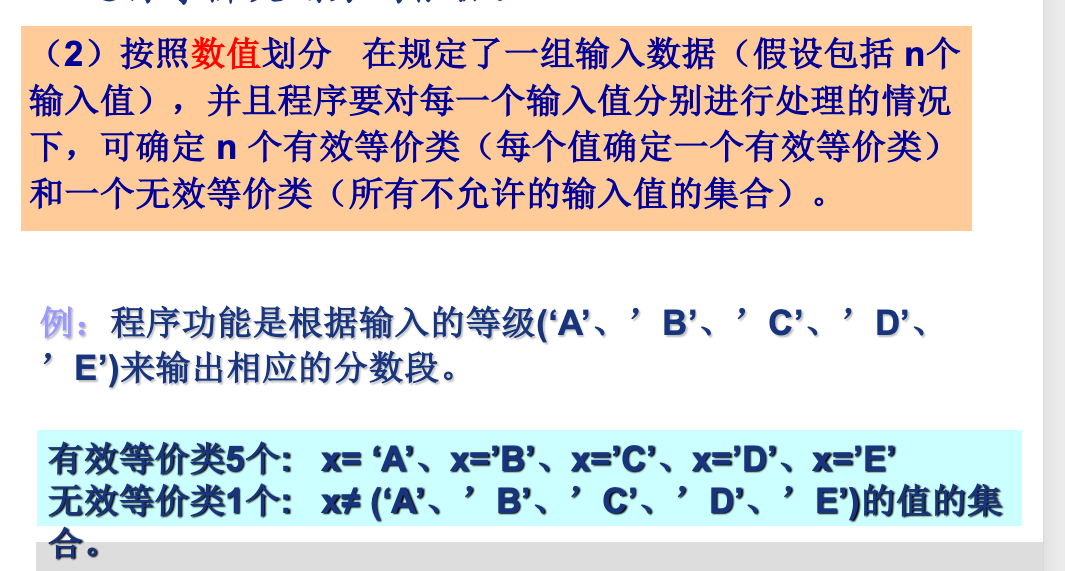 （2）按照数值划分 在规定了一组输入数据（假设包括 n个
输入值），并且程序要对每一个输入值分别进行处理的情况
下，可确定 n 个有效等价类（每个值确定一个有效等价类）
和一个无效等价类（所有不允许的输入值的集合）。
例：程序功能是根据输入的等级(‘A’、’B’、’C’、’D’、
’E’)来输出相应的分数段。
有效等价类5个： x= ‘A’、x=’B’、x=’C’、x=’D’、x=’E’
无效等价类1个： x≠ (‘A’、’B’、’C’、’D’、’E’)的值的集
合。